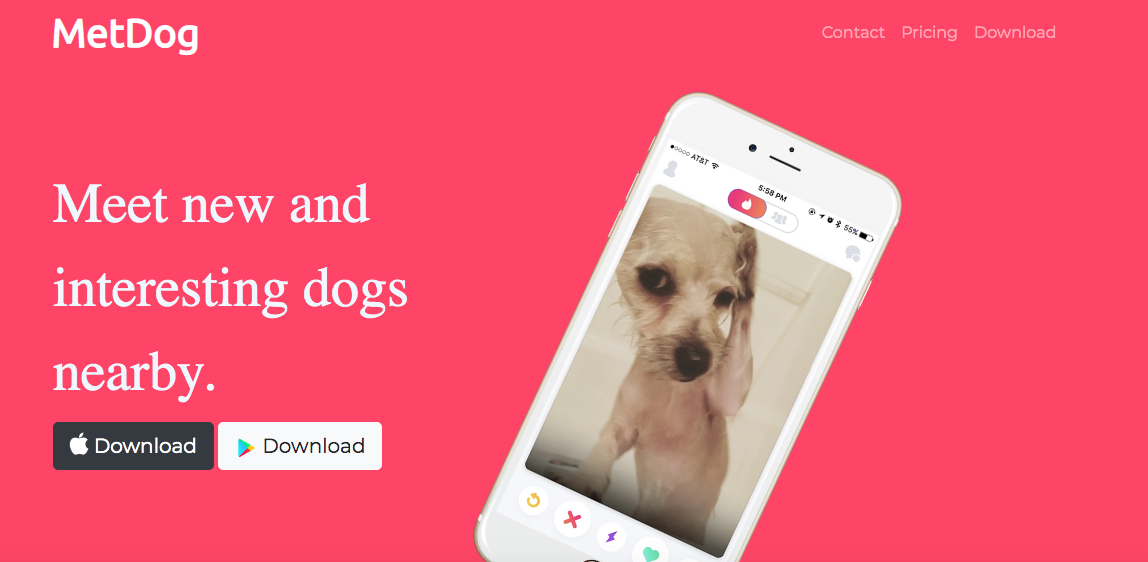 MetDog
Contact Pricing Download
Meet new and
interesting dogs
nearby.
Download
Download
AT&T
5:58 PM
55%